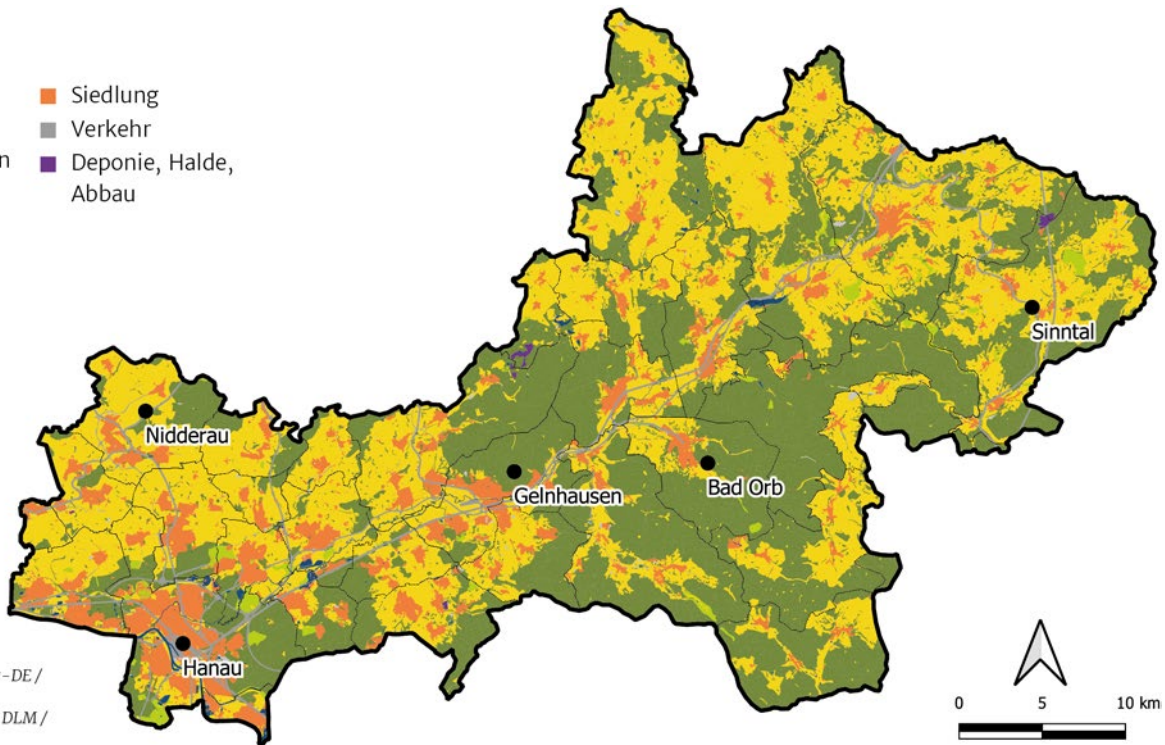 Siedlung
Verkehr
n
Deponie, Halde,
Abbau
Sinntal
Nidderau
Gelnhausen
Bad Orb
Hanau
-DE /
DLM /
0 5 10 km